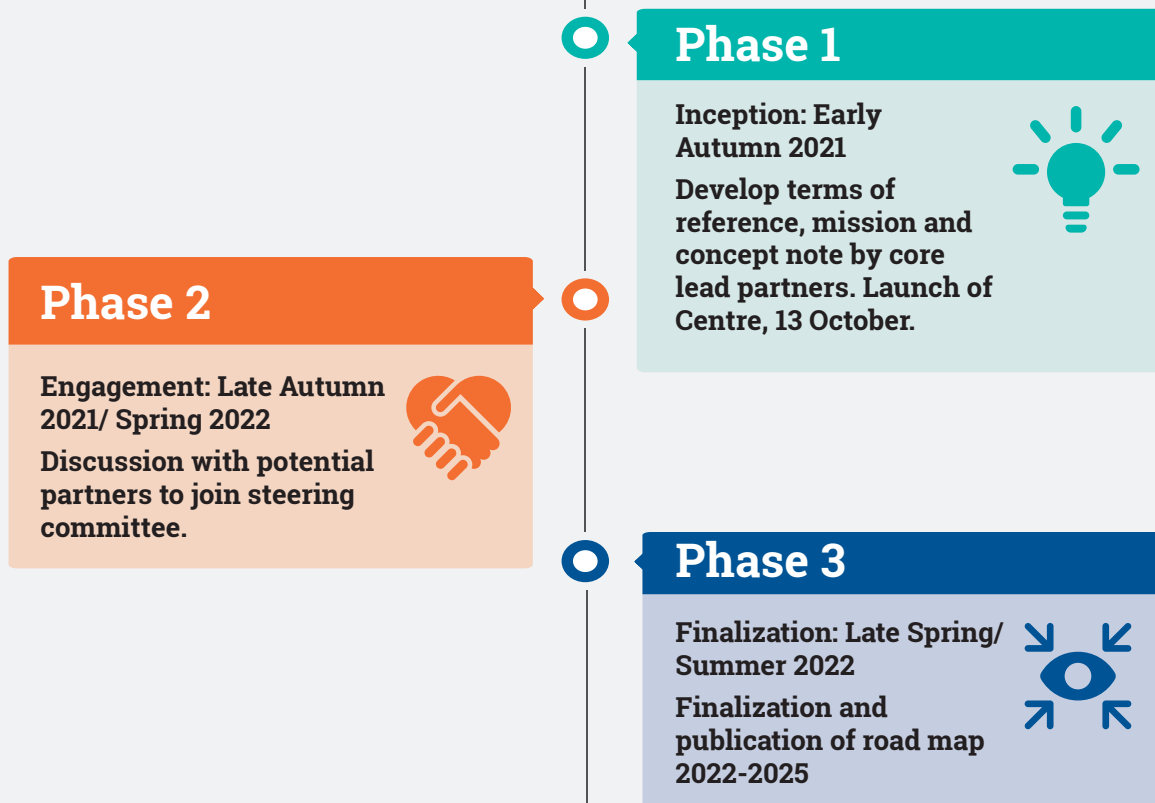 Phase 1
Inception: Early
Autumn 2021
Develop terms of
reference, mission and
concept note by core
lead partners. Launch of
Centre, 13 October.
Phase 2
Engagement: Late Autumn
2021/ Spring 2022
Discussion with potential
partners to join steering
committee.
Phase 3
Finalization: Late Spring/
Summer 2022
Finalization and
publication of road map
2022-2025